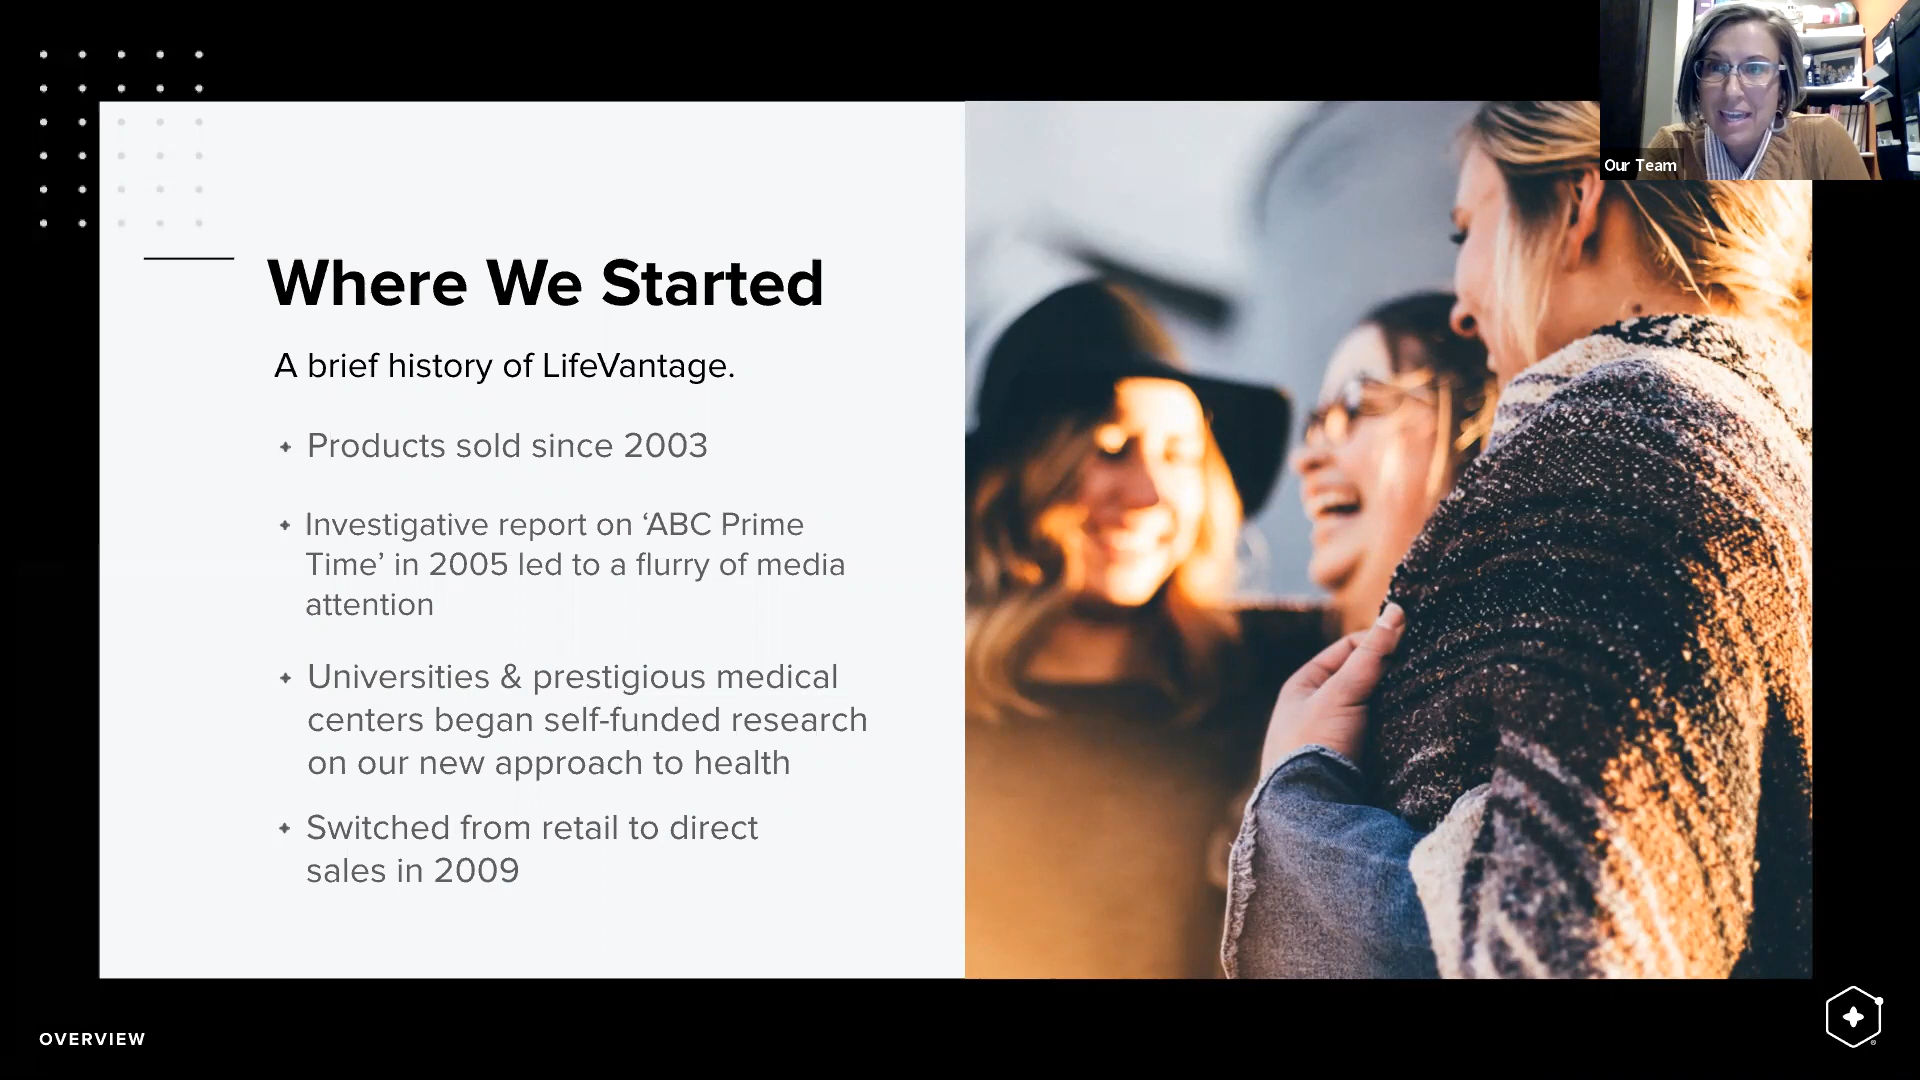 Our Team
Where We Started
A brief history of LifeVantage.
Products sold since 2003
Investigative report on ‘ABC Prime
Time’ in 2005 led to a flurry of media
attention
Universities & prestigious medical
centers began self-funded research
on our new approach to health
Switched from retail to direct
sales in 2009
OVERVIEW